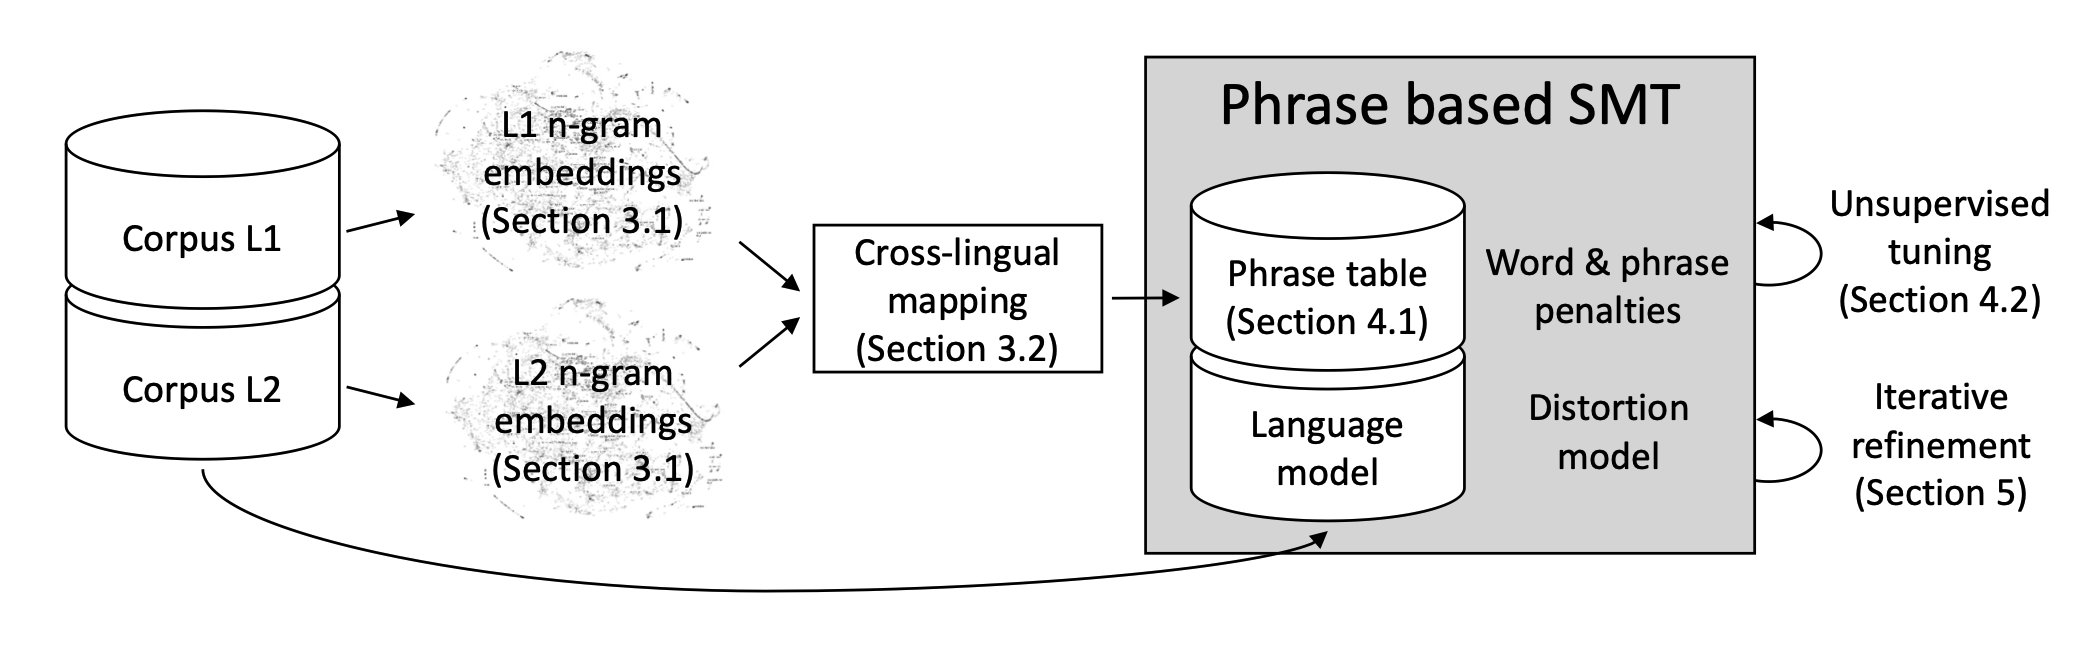 Corpus L1
Corpus L2
L1 n-gram
embeddings
(Section 3.1)
L2 n-gram
embeddings
(Section 3.1)
Cross-lingual
mapping
(Section 3.2)
Phrase based SMT
Phrase table
(Section 4.1)
Language
model
Word & phrase
penalties
Distortion
model
Unsupervised
tuning
(Section 4.2)
Iterative
refinement
(Section 5)